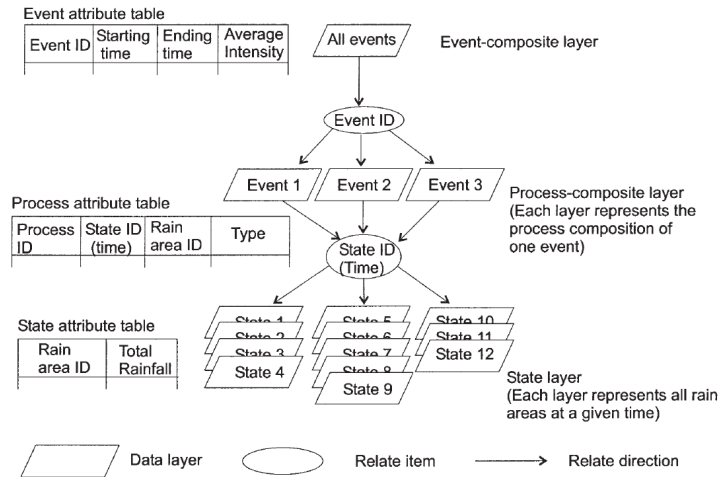 Event attribute table
Event ID
Starting
time
Ending
time
Average
Intensity
All events
Event-composite layer
Event ID
Event 1
Event 2
Event 3
Process-composite layer
(Each layer represents the
process composition of
one event)
Process attribute table
Process
ID
State ID
(time)
Rain
area ID
Type
State ID
(Time)
State attribute table
Rain
area ID
Total
Rainfall
State 1
State 2
State 3
State 4
State 5
State 6
State 7
State 8
State 9
State 10
State 11
State 12
State layer
(Each layer represents all rain
areas at a given time)
Data layer
Relate item
Relate direction